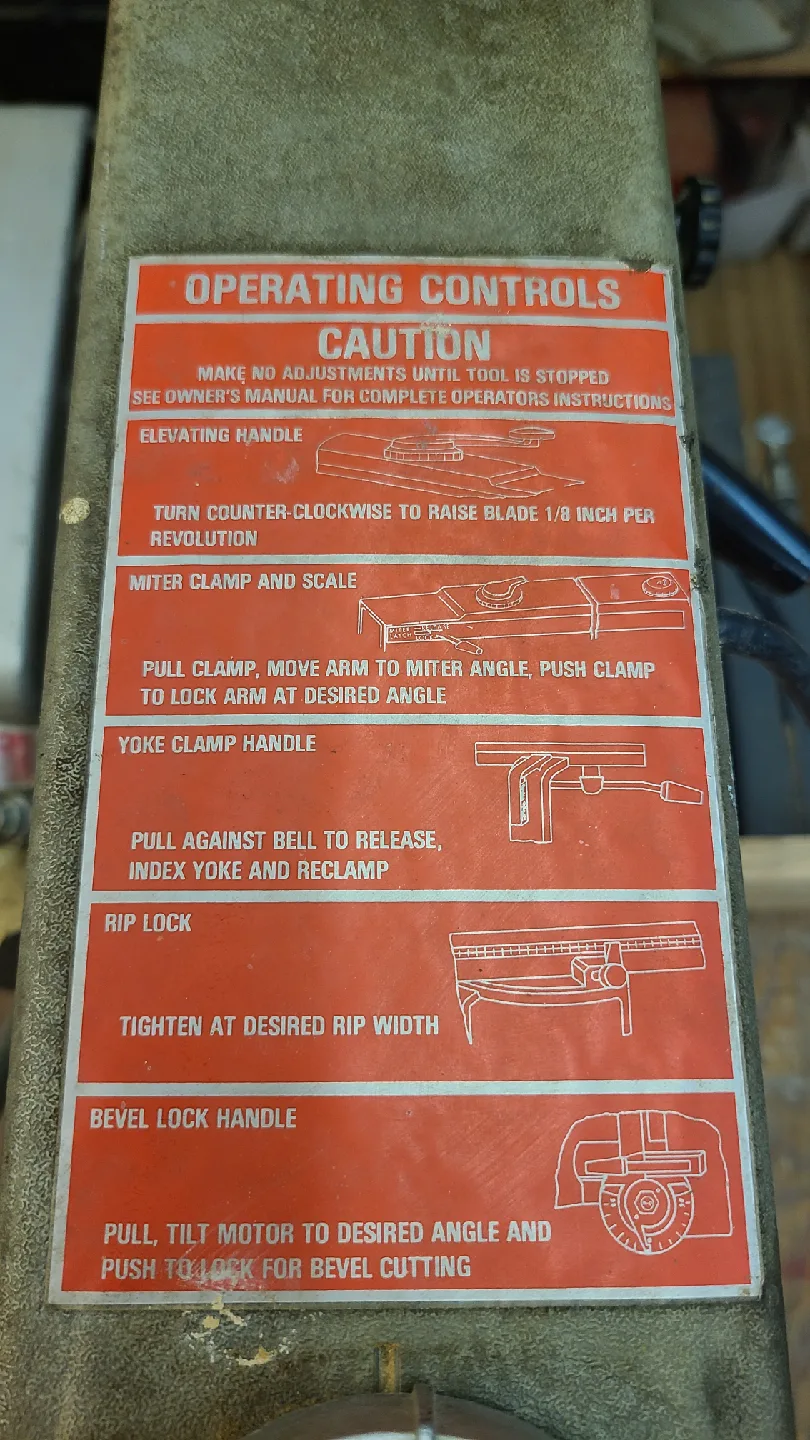 OPERATING CONTROLS
CAUTION
MAKE NO ADJUSTMENTS UNTIL TOOL IS STOPPED
SEE OWNER'S MANUAL FOR COMPLETE OPERATORS INSTRUCTIONS
ELEVATING HANDLE
TURN COUNTER-CLOCKWISE TO RAISE BLADE 1/8 INCH PER
REVOLUTION
MITER CLAMP AND SCALE
PULL CLAMP, MOVE ARM TO MITER ANGLE, PUSH CLAMP
TO LOCK ARM AT DESIRED ANGLE
YOKE CLAMP HANDLE
PULL AGAINST BELL TO RELEASE,
INDEX YOKE AND RECLAMP
RIP LOCK
TIGHTEN AT DESIRED RIP WIDTH
BEVEL LOCK HANDLE
PULL, TILT MOTOR TO DESIRED ANGLE AND
PUSH TO LOCK FOR BEVEL CUTTING